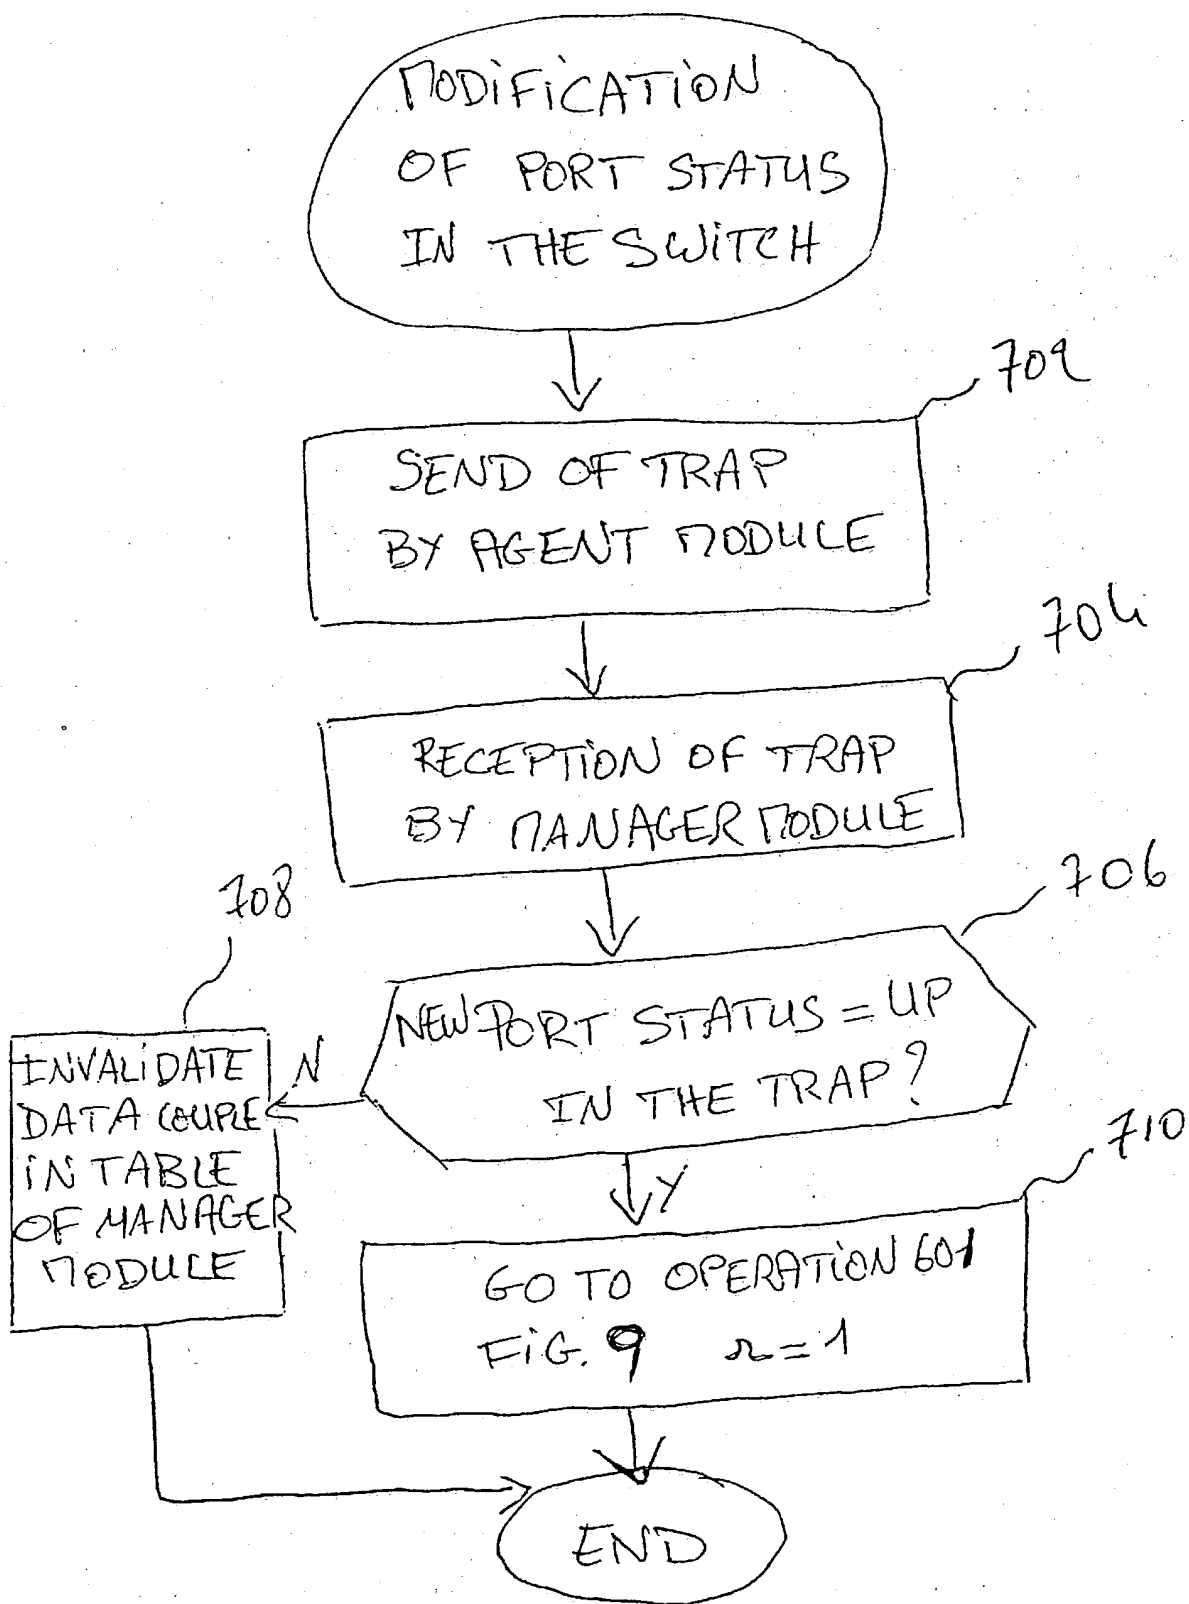 MODIFICATION
OF PORT STATUS
IN THE SWITCH
702
SEND OF TRAP
BY AGENT MODULE
704
RECEPTION OF TRAP
BY MANAGER MODULE
706
708
NEW PORT STATUS = UP
IN THE TRAP?
N
INVALIDATE
DATA COUPLE
IN TABLE
OF MANAGER
MODULE
Y
710
GO TO OPERATION 601
FIG. 9 r=1
END